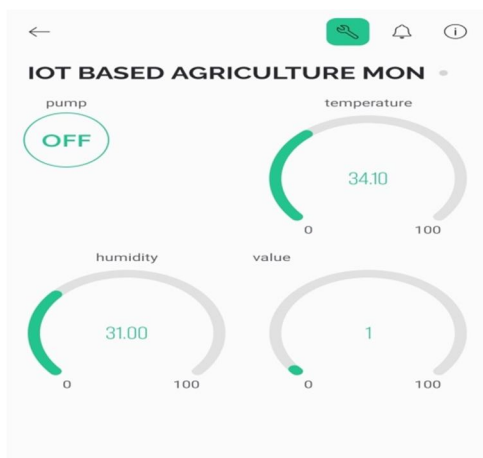 IOT BASED AGRICULTURE MON
pump
OFF
temperature
34.10
0 100
humidity
31.00
0 100
value
1
0 100